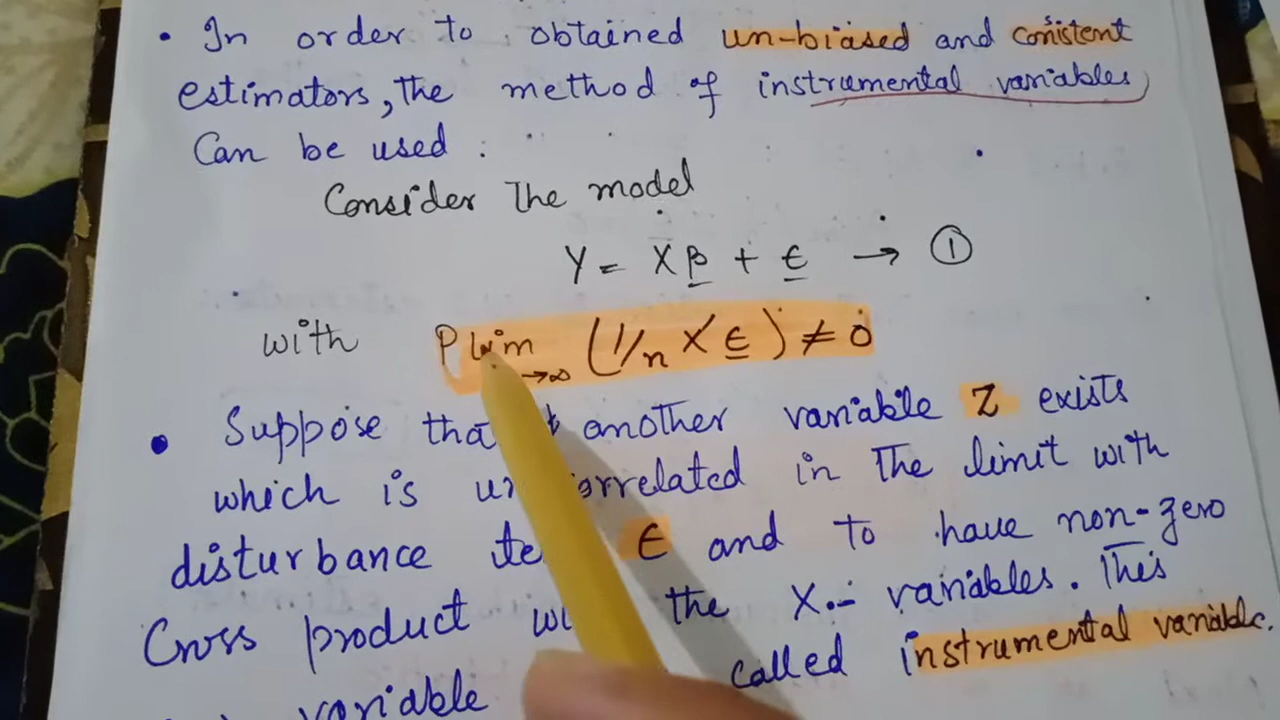 • In order to obtained un-biased and consistent
estimators, the method of instrumental variables
Can be used :
Consider The model
Y = Xβ + ϵ → ①
with Plim (1/n X'ϵ) ≠ 0
→∞
• Suppose that another variable Z exists
which is uncorrelated in The limit with
disturbance ϵ and to have non-zero
Cross product the X.- variables. This
variable called instrumental variable.